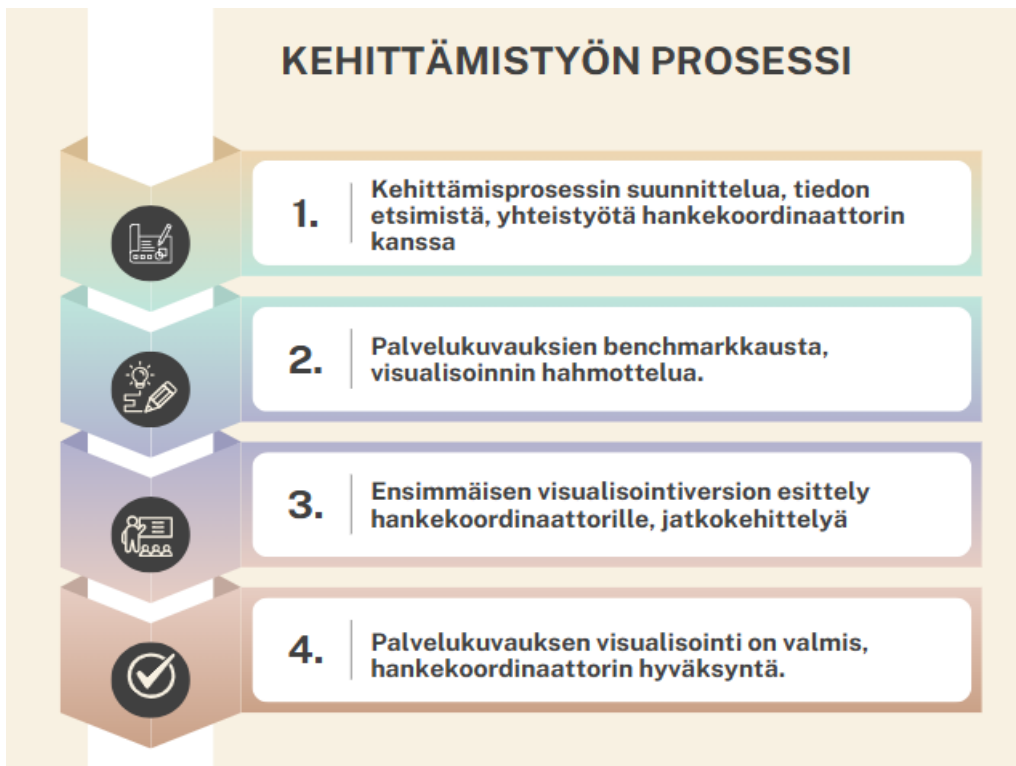 KEHITTÄMISTYÖN PROSESSI
1.
Kehittämisprosessin suunnittelua, tiedon
etsimistä, yhteistyötä hankekoordinaattorin
kanssa
2.
Palvelukuvauksien benchmarkkausta,
visualisoinnin hahmottelua.
3.
Ensimmäisen visualisointiversion esittely
hankekoordinaattorille, jatkokehittelyä
4.
Palvelukuvauksen visualisointi on valmis,
hankekoordinaattorin hyväksyntä.